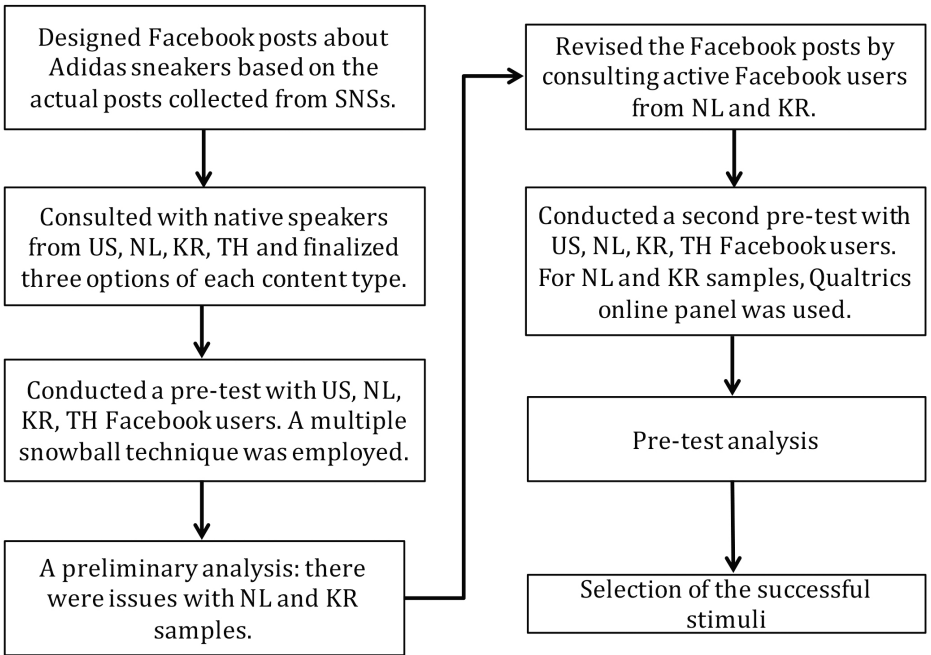 Designed Facebook posts about
Adidas sneakers based on the
actual posts collected from SNSs.
Consulted with native speakers
from US, NL, KR, TH and finalized
three options of each content type.
Conducted a pre-test with US, NL,
KR, TH Facebook users. A multiple
snowball technique was employed.
A preliminary analysis: there
were issues with NL and KR
samples.
Revised the Facebook posts by
consulting active Facebook users
from NL and KR.
Conducted a second pre-test with
US, NL, KR, TH Facebook users.
For NL and KR samples, Qualtrics
online panel was used.
Pre-test analysis
Selection of the successful
stimuli